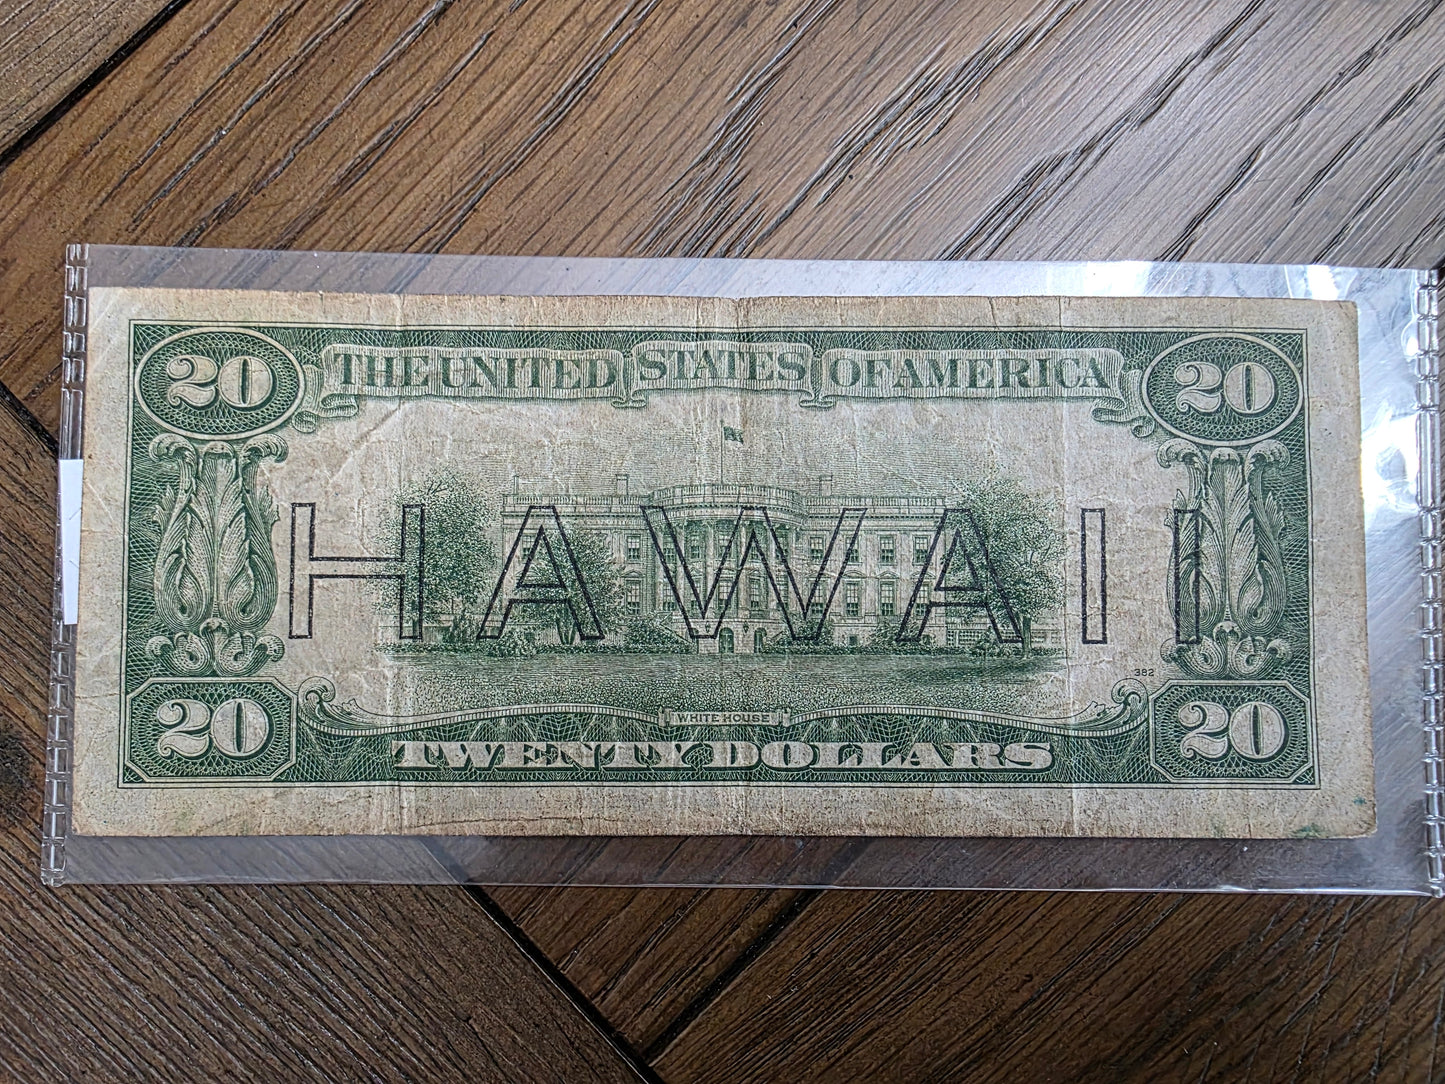 20 THE UNITED STATES OF AMERICA 20
HAWAII
382
WHITE HOUSE
20 TWENTY DOLLARS 20